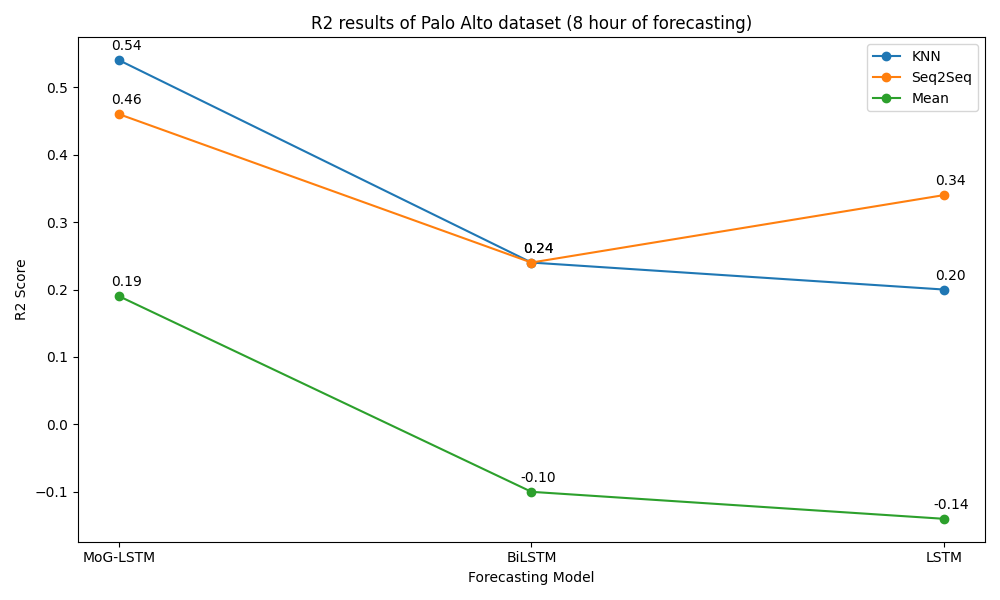 R2 results of Palo Alto dataset (8 hour of forecasting)
KNN
Seq2Seq
Mean
0.54
0.46
0.19
0.24
0.24
-0.10
0.34
0.20
-0.14
R2 Score
0.5
0.4
0.3
0.2
0.1
0.0
−0.1
MoG-LSTM
BiLSTM
LSTM
Forecasting Model